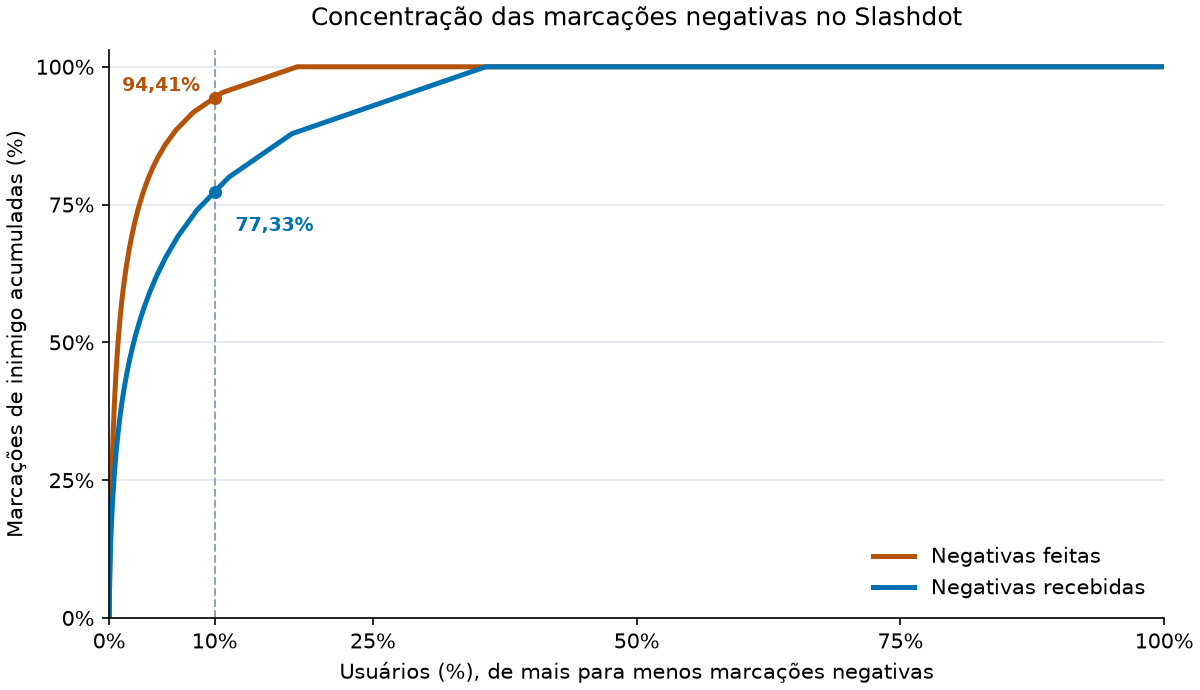 Concentração das marcações negativas no Slashdot
Marcações de inimigo acumuladas (%)
100%
75%
50%
25%
0%
94,41%
77,33%
Negativas feitas
Negativas recebidas
0%
10%
25%
50%
75%
100%
Usuários (%), de mais para menos marcações negativas